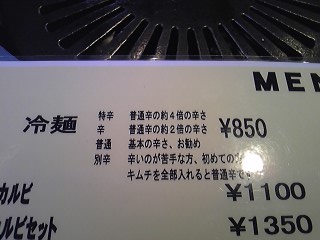 MEN
冷麺 ¥850
特辛 普通辛の約4倍の辛さ
辛 普通辛の約2倍の辛さ
普通 基本の辛さ、お勧め
別辛 辛いのが苦手な方、初めての方
キムチを全部入れると普通辛で
カルビ ¥1100
ルビセット ¥1350